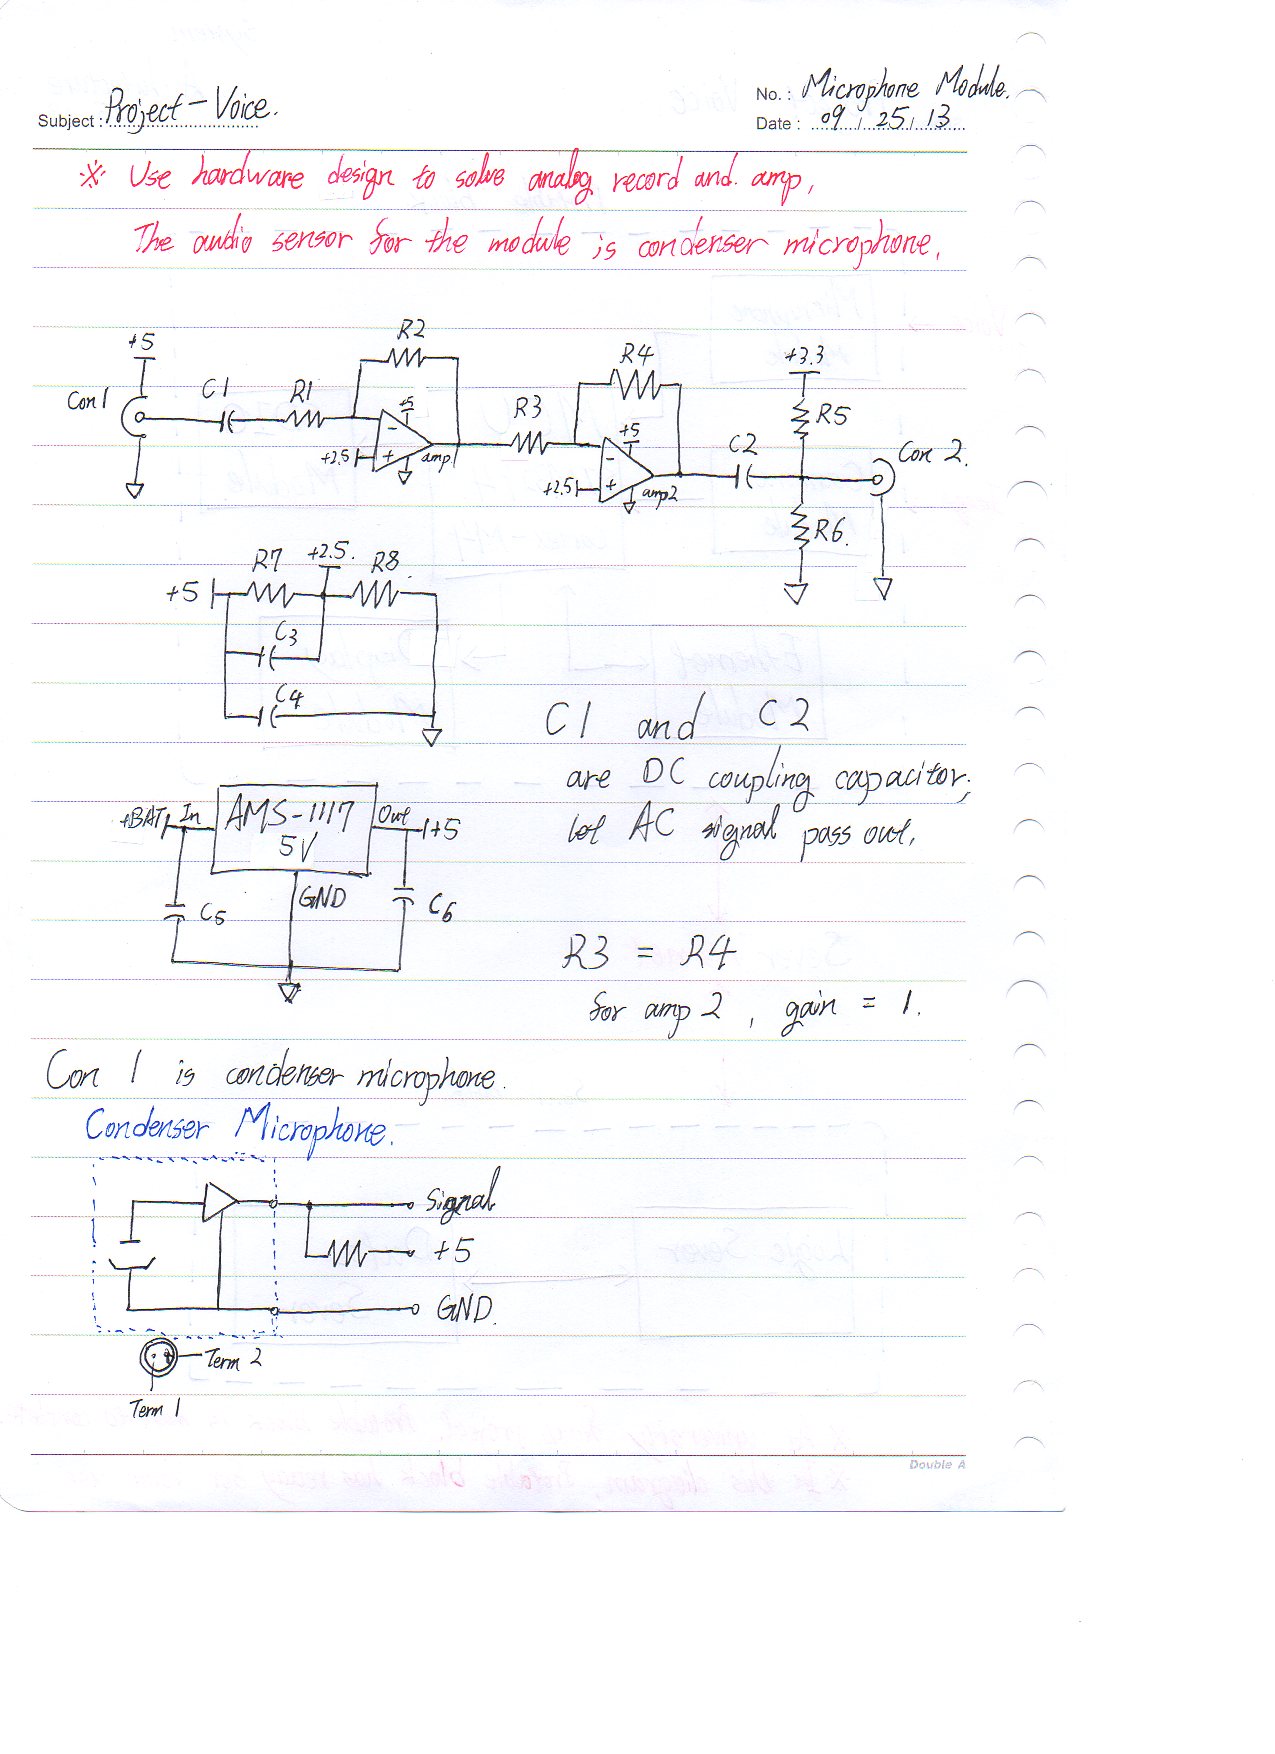 Subject : Project - Voice.
No. : Microphone Module.
Date : 09 / 25 / 13
※ Use hardware design to solve analog record and. amp,
The audio sensor for the module is condenser microphone.
+5
Con 1
C1
R1
R2
+5
-
+
+2.5
amp1
R3
R4
+5
-
+
+2.5
amp2
C2
+3.3
R5
R6.
Con 2.
+5
R7
+2.5.
R8
C3
C4
C1 and C2
are DC coupling capacitor,
let AC signal pass out,
+BAT
In
AMS-1117
5V
Out
+5
GND
C5
C6
R3 = R4
for amp 2, gain = 1.
Con 1 is condenser microphone.
Condenser Microphone.
Signal
+5
GND.
Term 2
Term 1
Double A